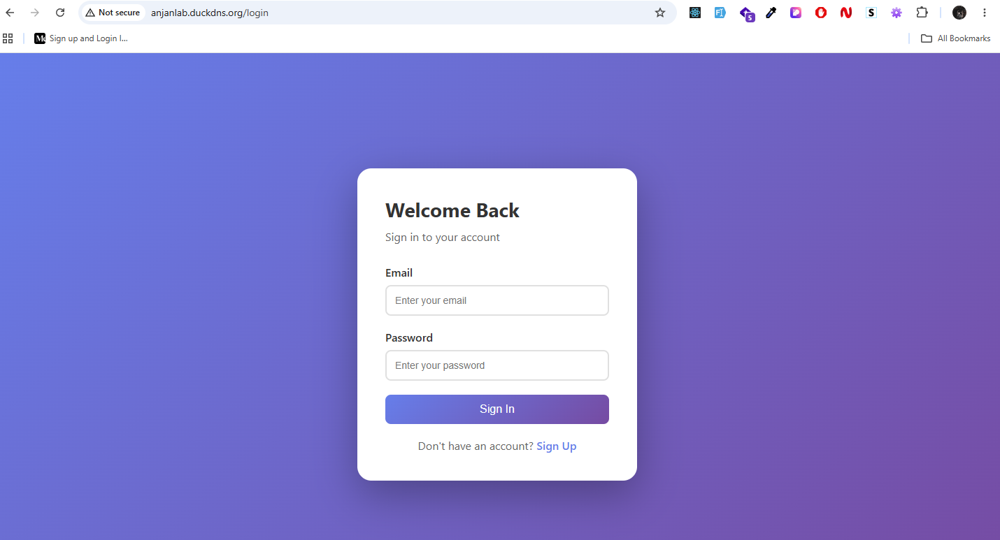 Not secure
anjanlab.duckdns.org/login
5
S
Sign up and Login I...
All Bookmarks
Welcome Back
Sign in to your account
Email
Enter your email
Password
Enter your password
Sign In
Don't have an account? Sign Up